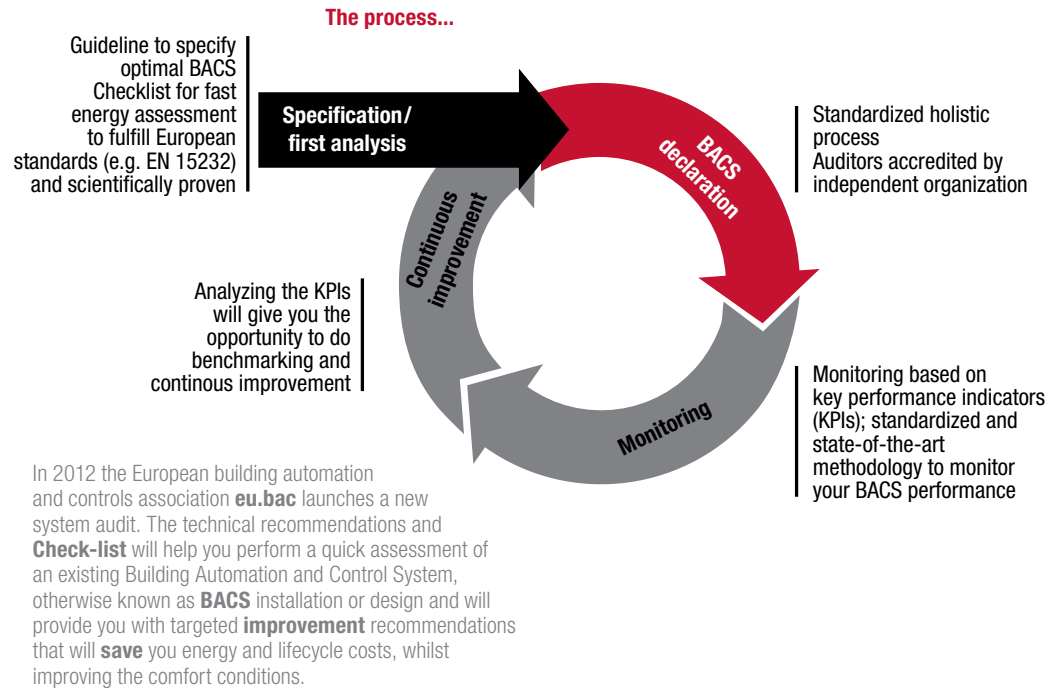 The process...
Guideline to specify
optimal BACS
Checklist for fast
energy assessment
to fulfill European
standards (e.g. EN 15232)
and scientifically proven
Specification/
first analysis
BACS
declaration
Standardized holistic
process
Auditors accredited by
independent organization
Continuous
improvement
Analyzing the KPIs
will give you the
opportunity to do
benchmarking and
continous improvement
Monitoring
Monitoring based on
key performance indicators
(KPIs); standardized and
state-of-the-art
methodology to monitor
your BACS performance
In 2012 the European building automation
and controls association eu.bac launches a new
system audit. The technical recommendations and
Check-list will help you perform a quick assessment of
an existing Building Automation and Control System,
otherwise known as BACS installation or design and will
provide you with targeted improvement recommendations
that will save you energy and lifecycle costs, whilst
improving the comfort conditions.